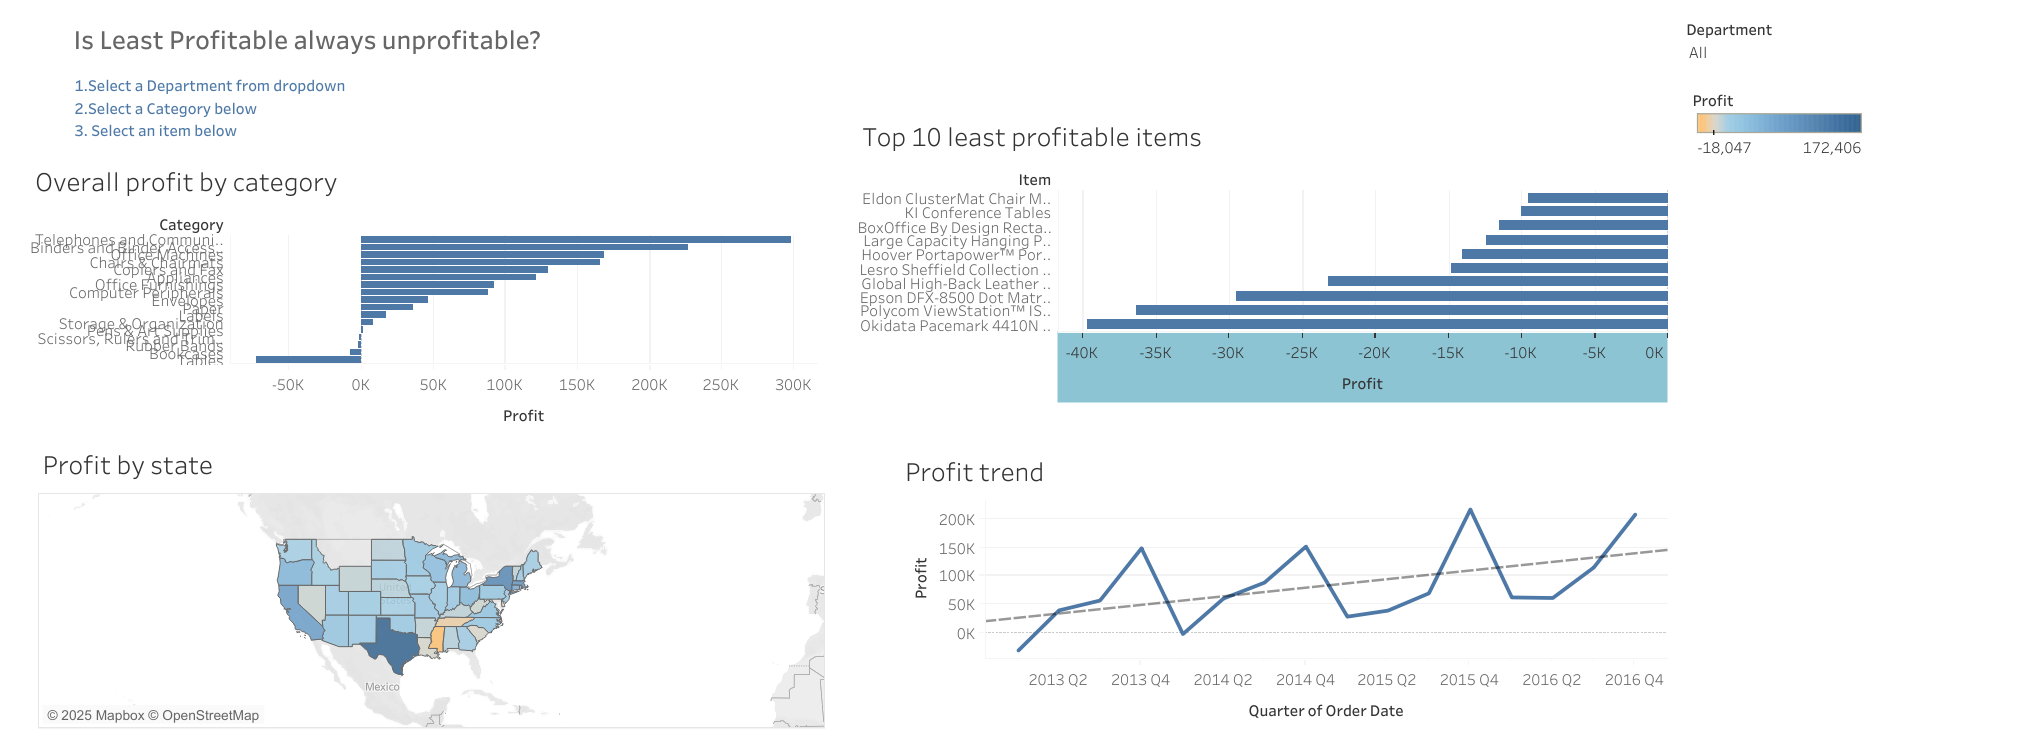 Is Least Profitable always unprofitable?
1.Select a Department from dropdown
2.Select a Category below
3. Select an item below
Department
All
Profit
-18,047 172,406
Overall profit by category
Category
Telephones and Communi..
Binders and Binder Access..
Office Machines
Chairs & Chairmats
Copiers and Fax
Appliances
Office Furnishings
Computer Peripherals
Envelopes
Paper
Labels
Storage & Organization
Pens & Art Supplies
Scissors, Rulers and Trim..
Rubber Bands
Bookcases
Tables
-50K 0K 50K 100K 150K 200K 250K 300K
Profit
Top 10 least profitable items
Item
Eldon ClusterMat Chair M..
KI Conference Tables
BoxOffice By Design Recta..
Large Capacity Hanging P..
Hoover Portapower™ Por..
Lesro Sheffield Collection ..
Global High-Back Leather ..
Epson DFX-8500 Dot Matr..
Polycom ViewStation™ IS..
Okidata Pacemark 4410N ..
-40K -35K -30K -25K -20K -15K -10K -5K 0K
Profit
Profit by state
United
States
Mexico
© 2025 Mapbox © OpenStreetMap
Profit trend
Profit
200K
150K
100K
50K
0K
2013 Q2 2013 Q4 2014 Q2 2014 Q4 2015 Q2 2015 Q4 2016 Q2 2016 Q4
Quarter of Order Date